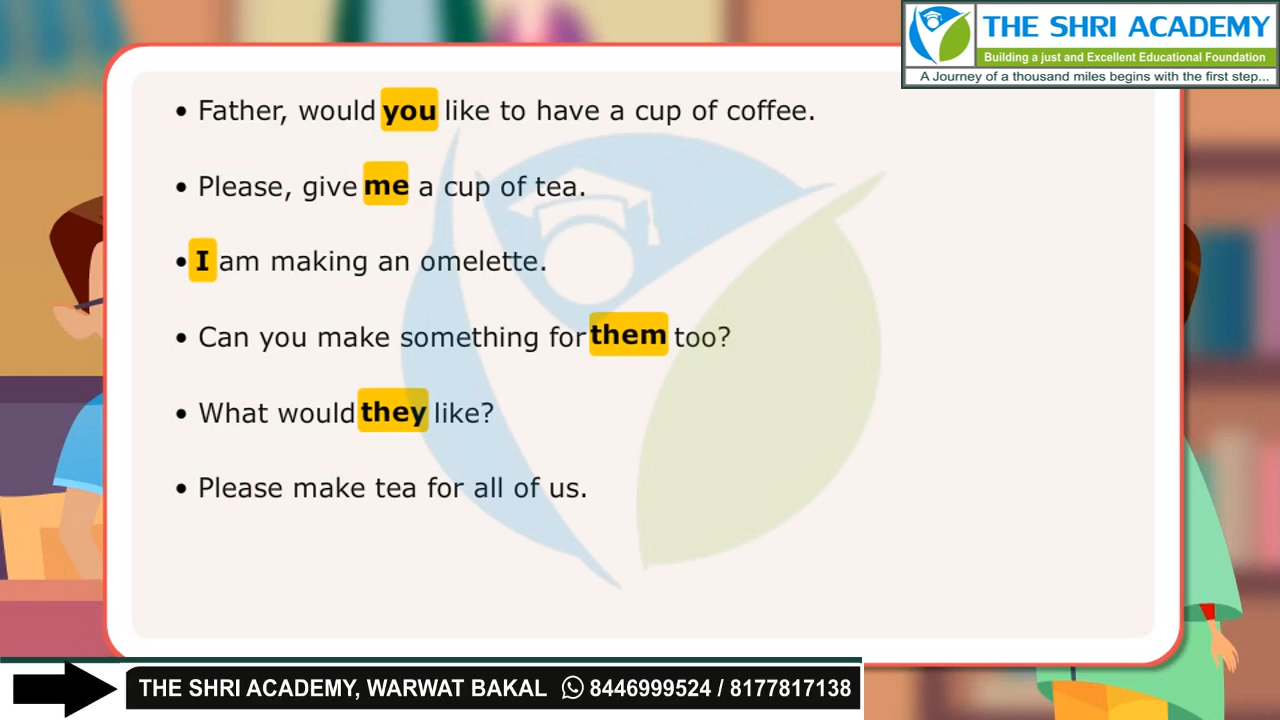 THE SHRI ACADEMY
Building a just and Excellent Educational Foundation
A Journey of a thousand miles begins with the first step...
• Father, would you like to have a cup of coffee.
• Please, give me a cup of tea.
• I am making an omelette.
• Can you make something for them too?
• What would they like?
• Please make tea for all of us.
THE SHRI ACADEMY, WARWAT BAKAL 8446999524 / 8177817138